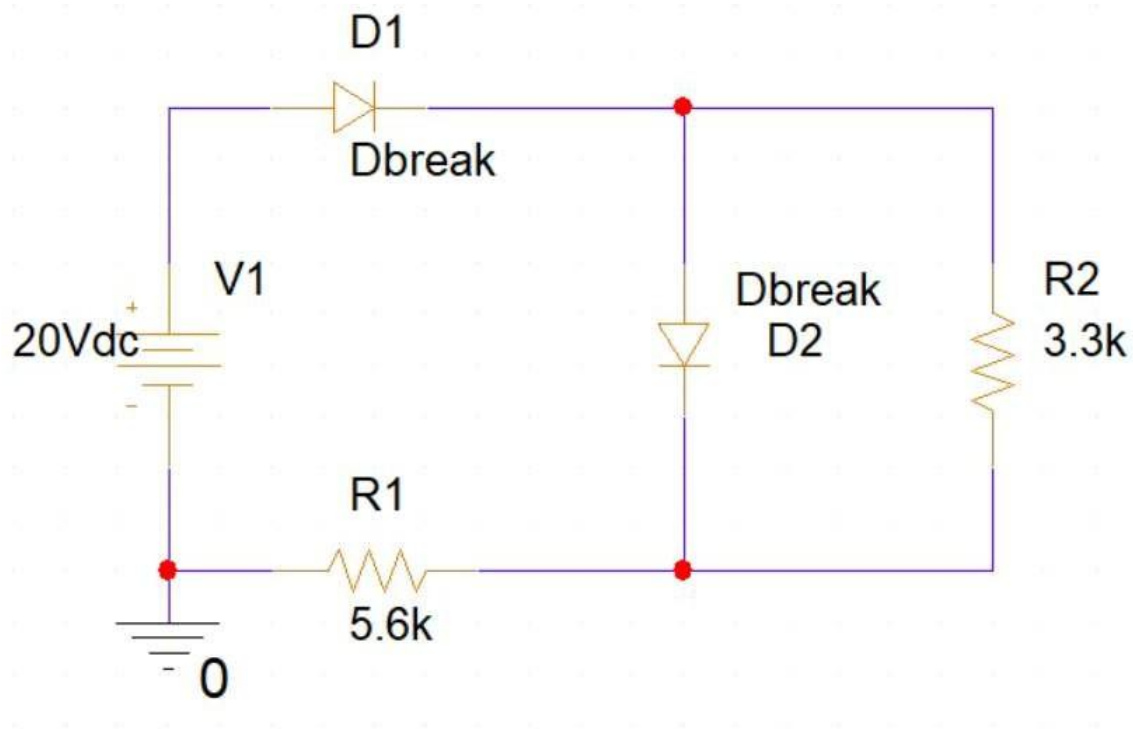 D1
Dbreak
V1
+
20Vdc
−
Dbreak
D2
R2
3.3k
R1
5.6k
0